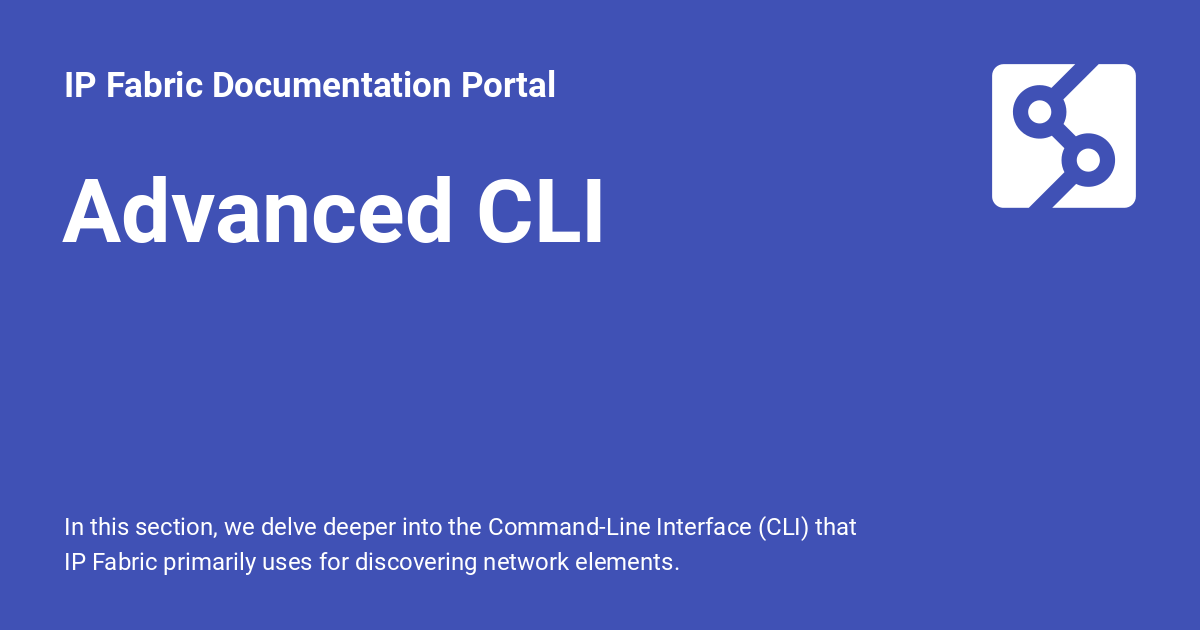 IP Fabric Documentation Portal
Advanced CLI
In this section, we delve deeper into the Command-Line Interface (CLI) that
IP Fabric primarily uses for discovering network elements.